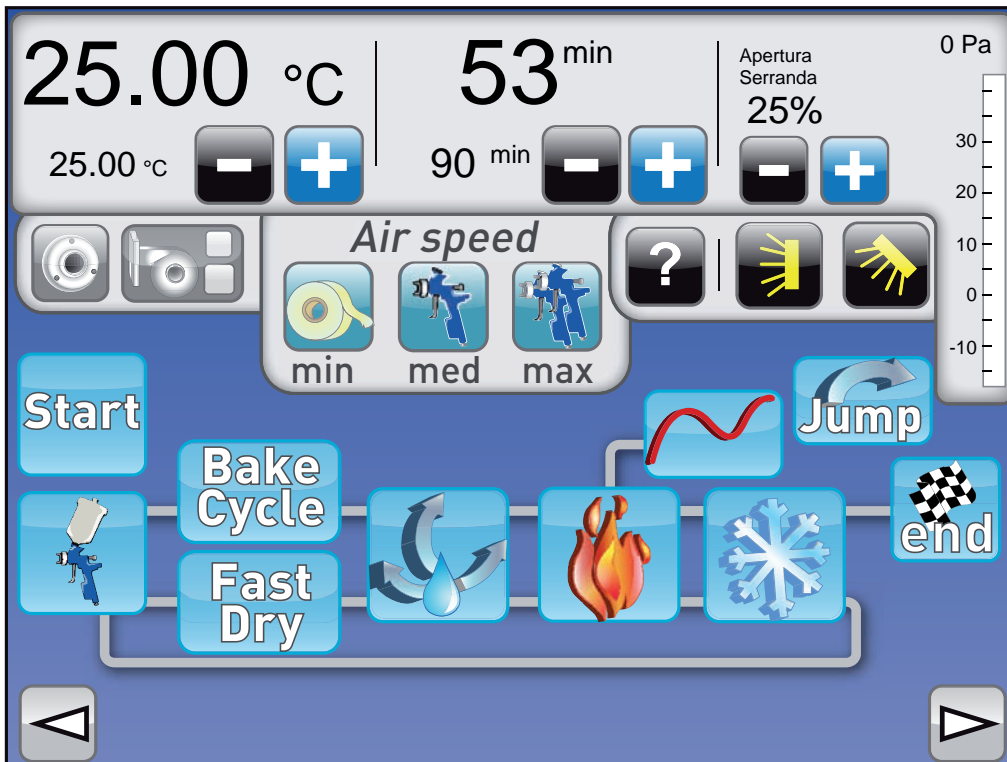 25.00 °C
53 min
Apertura
Serranda
25%
0 Pa
25.00 °C
90 min
30
20
10
0
-10
Air speed
?
min med max
Start
Jump
Bake
Cycle
end
Fast
Dry